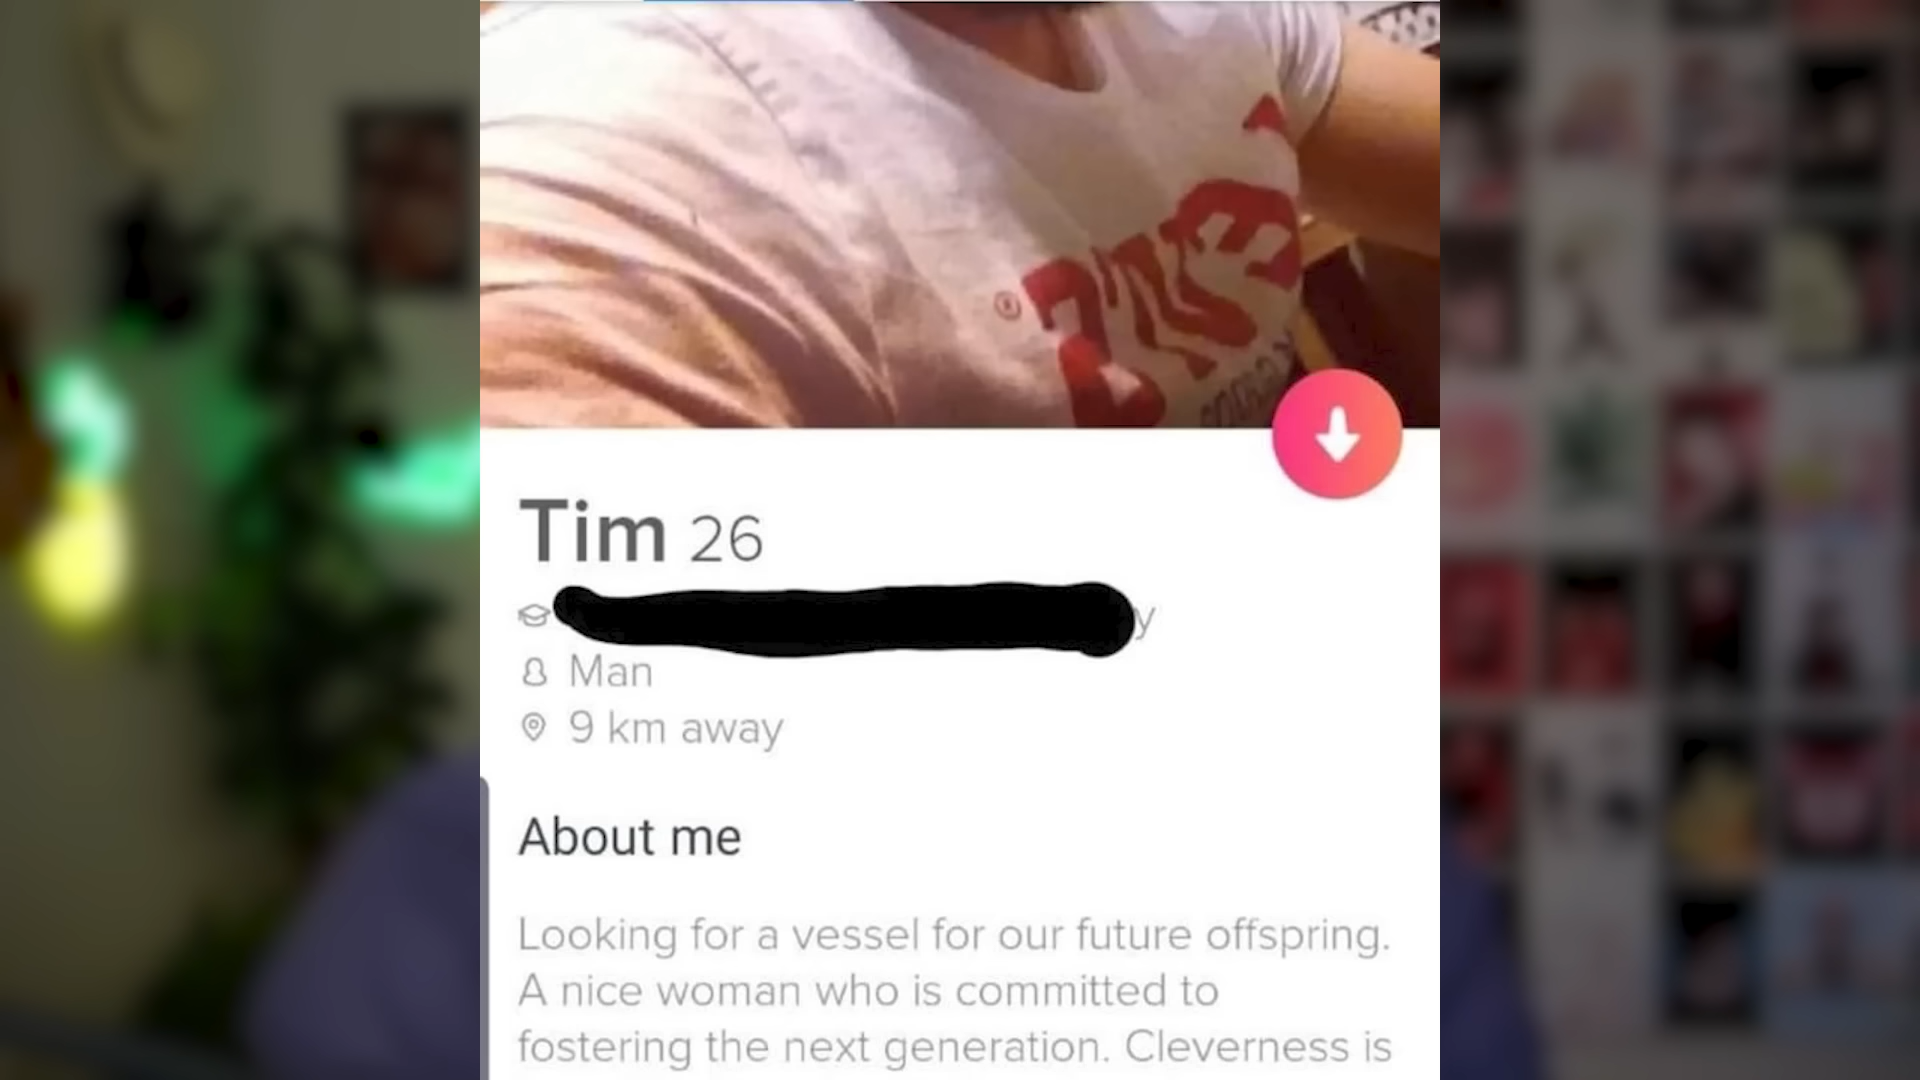 Tim 26
y
Man
9 km away
About me
Looking for a vessel for our future offspring.
A nice woman who is committed to
fostering the next generation. Cleverness is